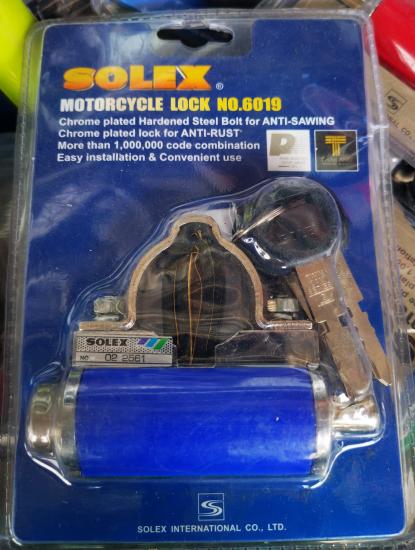 SOLEX
MOTORCYCLE LOCK NO.6019
Chrome plated Hardened Steel Bolt for ANTI-SAWING
Chrome plated lock for ANTI-RUST
More than 1,000,000 code combination
Easy installation & Convenient use
SOLEX
NO 02 2561
SOLEX INTERNATIONAL CO., LTD.